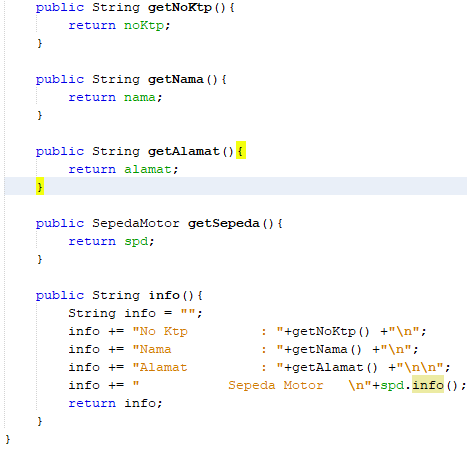 public String getNoKtp(){
return noKtp;
}
public String getNama(){
return nama;
}
public String getAlamat(){
return alamat;
}
public SepedaMotor getSepeda(){
return spd;
}
public String info(){
String info = "";
info += "No Ktp         : "+getNoKtp() +"\n";
info += "Nama           : "+getNama() +"\n";
info += "Alamat         : "+getAlamat() +"\n\n";
info += "           Sepeda Motor   \n"+spd.info();
return info;
}
}